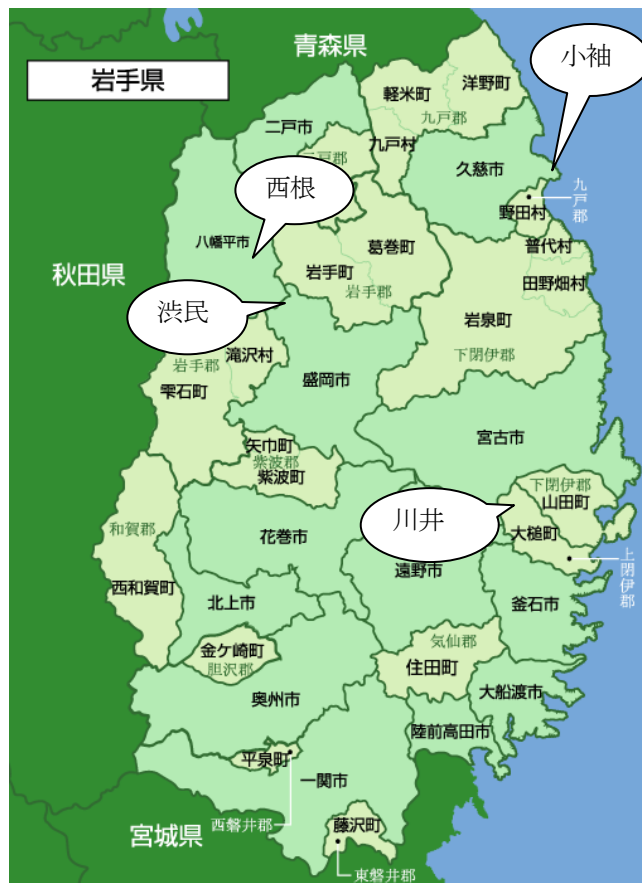 青森県
小袖
岩手県
洋野町
軽米町
九戸郡
二戸市
九戸村
二戸郡
久慈市
西根
九戸郡
野田村
葛巻町
普代村
八幡平市
岩手町
秋田県
田野畑村
岩手郡
渋民
岩泉町
滝沢村
下閉伊郡
岩手郡
盛岡市
雫石町
宮古市
矢巾町
紫波郡
紫波町
下閉伊郡
山田町
川井
和賀郡
花巻市
大槌町
上閉伊郡
遠野市
西和賀町
北上市
釜石市
気仙郡
金ケ崎町
胆沢郡
住田町
大船渡市
奥州市
陸前高田市
平泉町
一関市
西磐井郡
藤沢町
宮城県
東磐井郡